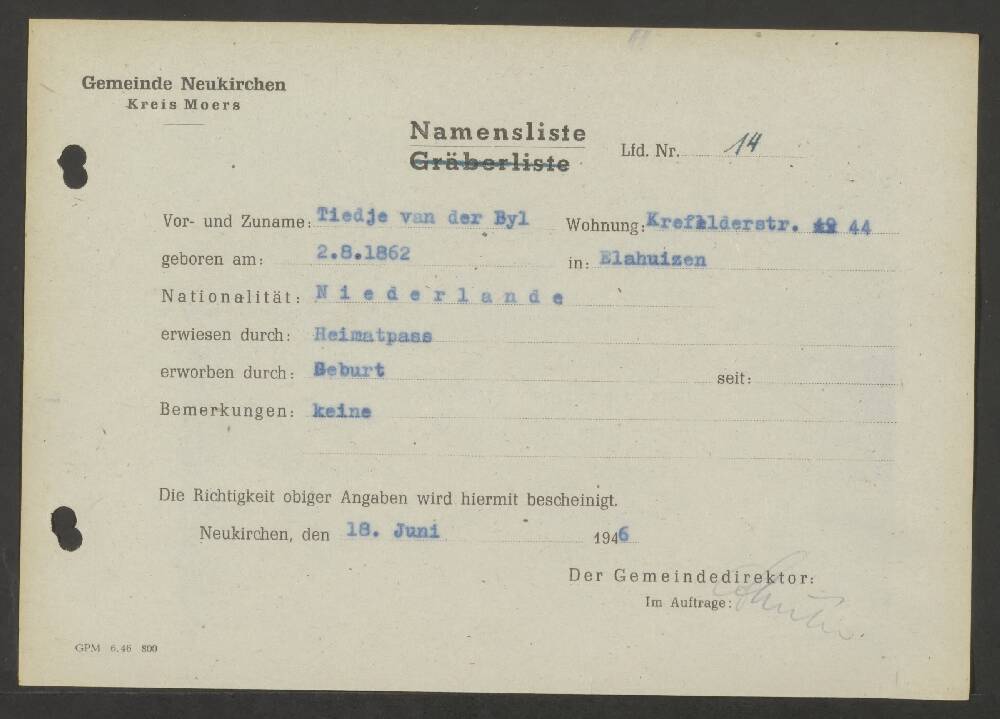 Gemeinde Neukirchen
Kreis Moers
Namensliste
Gräberliste
Lfd. Nr. 14
Vor- und Zuname: Tiedje van der Byl Wohnung: Krefelderstr. 44
geboren am: 2.8.1862 in: Elahuizen
Nationalität: Niederlande
erwiesen durch: Heimatpass
erworben durch: Geburt seit:
Bemerkungen: keine
Die Richtigkeit obiger Angaben wird hiermit bescheinigt.
Neukirchen, den 18. Juni 1946
Der Gemeindedirektor:
Im Auftrage:
GPM 6.46 800